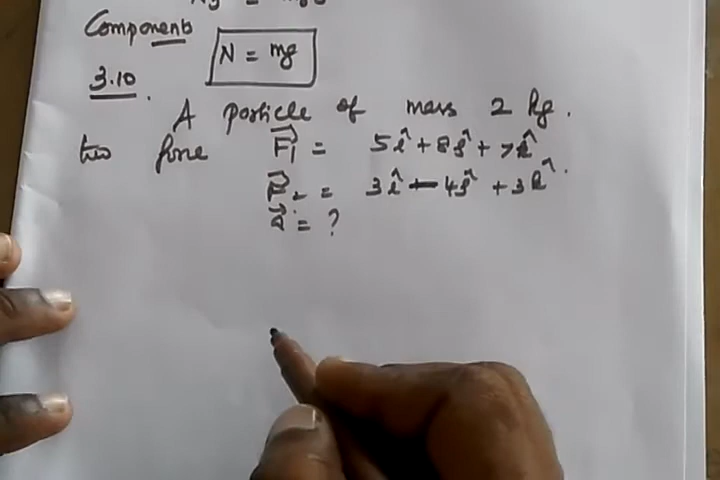 Components
N = mg
3.10
A particle of mass 2 kg.
two force F⃗₁ = 5î + 8ĵ + 7k̂
F⃗₂ = 3î - 4ĵ + 3k̂.
a⃗ = ?